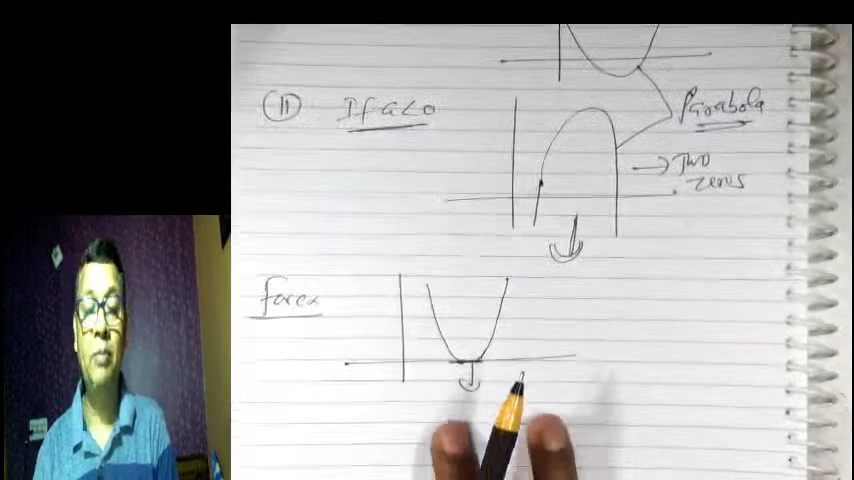 Parabola
(II) If a<0
→ Two
zeros
for ex